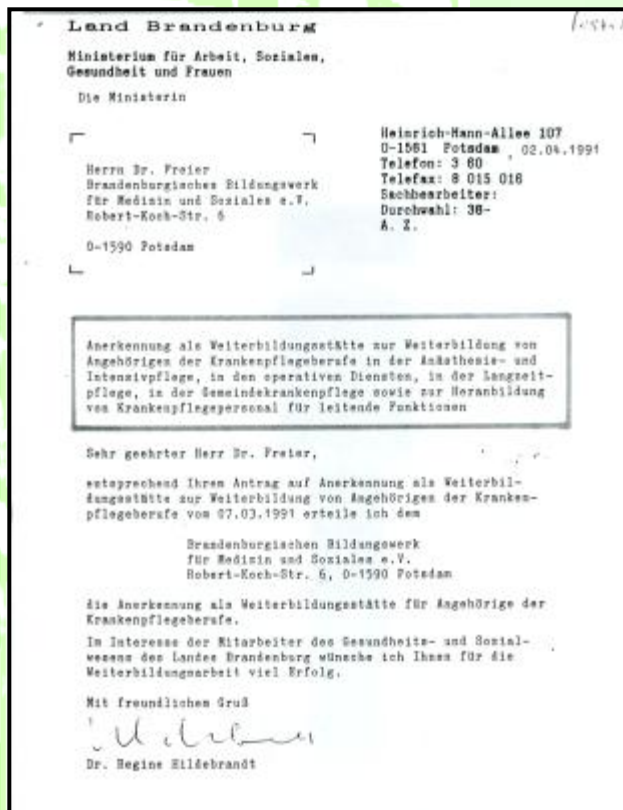 Land Brandenburg
Ministerium für Arbeit, Soziales,
Gesundheit und Frauen
Die Ministerin
Heinrich-Mann-Allee 107
O-1561 Potsdam, 02.04.1991
Telefon: 3 60
Telefax: 8 015 016
Sachbearbeiter:
Durchwahl: 36-
A. Z.
Herrn Dr. Freier
Brandenburgisches Bildungswerk
für Medizin und Soziales e.V.
Robert-Koch-Str. 6
O-1590 Potsdam
Anerkennung als Weiterbildungsstätte zur Weiterbildung von
Angehörigen der Krankenpflegeberufe in der Anästhesie- und
Intensivpflege, in den operativen Diensten, in der Langzeit-
pflege, in der Gemeindekrankenpflege sowie zur Heranbildung
von Krankenpflegepersonal für leitende Funktionen
Sehr geehrter Herr Dr. Freier,
entsprechend Ihrem Antrag auf Anerkennung als Weiterbil-
dungsstätte zur Weiterbildung von Angehörigen der Kranken-
pflegeberufe vom 07.03.1991 erteile ich dem
Brandenburgischen Bildungswerk
für Medizin und Soziales e.V.
Robert-Koch-Str. 6, O-1590 Potsdam
die Anerkennung als Weiterbildungsstätte für Angehörige der
Krankenpflegeberufe.
Im Interesse der Mitarbeiter des Gesundheits- und Sozial-
wesens des Landes Brandenburg wünsche ich Ihnen für die
Weiterbildungsarbeit viel Erfolg.
Mit freundlichem Gruß
Dr. Regine Hildebrandt